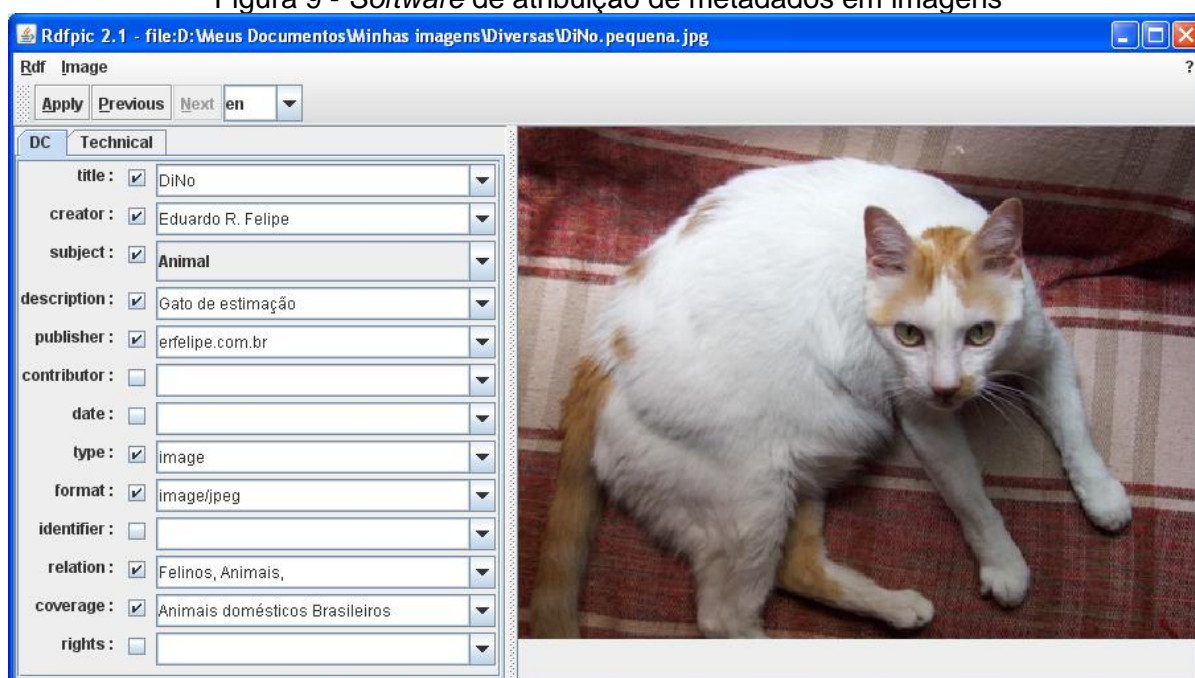 Figura 9 - Software de atribuição de metadados em imagens
Rdfpic 2.1 - file:D:\Meus Documentos\Minhas imagens\Diversas\DiNo.pequena.jpg
Rdf Image ?
Apply Previous Next en
DC Technical
title : DiNo
creator : Eduardo R. Felipe
subject : Animal
description : Gato de estimação
publisher : erfelipe.com.br
contributor :
date :
type : image
format : image/jpeg
identifier :
relation : Felinos, Animais,
coverage : Animais domésticos Brasileiros
rights :